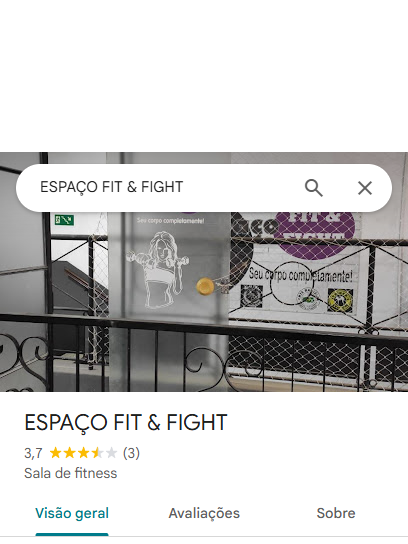 ESPAÇO FIT & FIGHT
Seu corpo completamente!
FIT &
FIGHT
Seu corpo completamente!
ESPAÇO FIT & FIGHT
3,7 (3)
Sala de fitness
Visão geral Avaliações Sobre